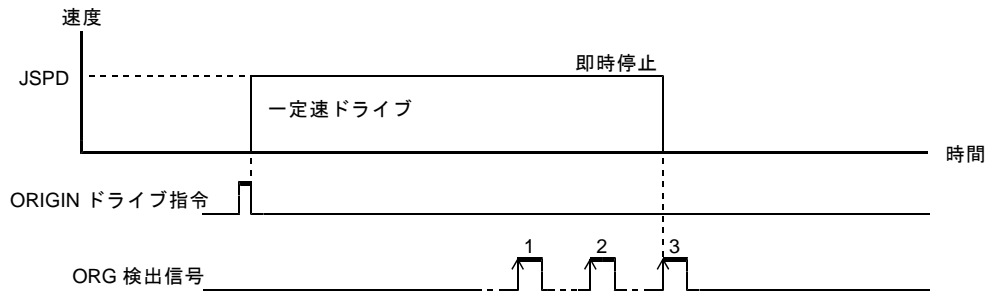 速度
JSPD
即時停止
一定速ドライブ
時間
ORIGIN ドライブ指令
1 2 3
ORG 検出信号